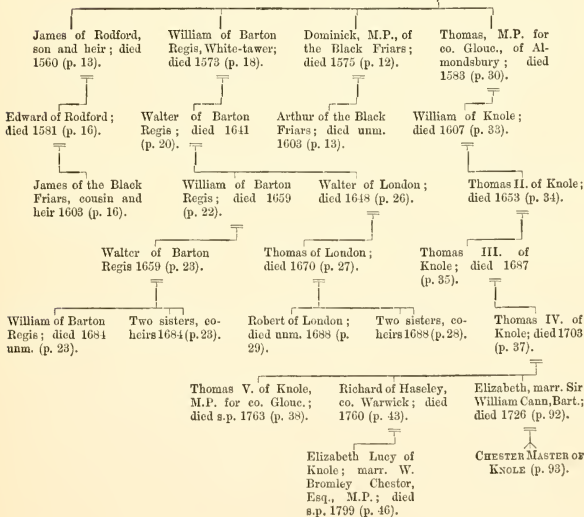 James of Rodford,
son and heir; died
1560 (p. 13).
William of Barton
Regis, White-tawer;
died 1573 (p. 18).
Dominick, M.P., of
the Black Friars;
died 1575 (p. 12).
Thomas, M.P. for
co. Glouc., of Al-
mondsbury; died
1583 (p. 30).
Edward of Rodford;
died 1581 (p. 16).
Walter of Barton
Regis; died 1641
(p. 20).
Arthur of the Black
Friars; died unm.
1603 (p. 13).
William of Knole;
died 1607 (p. 33).
James of the Black
Friars, cousin and
heir 1603 (p. 16).
William of Barton
Regis; died 1659
(p. 22).
Walter of London;
died 1648 (p. 26).
Thomas II. of Knole;
died 1653 (p. 34).
Walter of Barton
Regis 1659 (p. 23).
Thomas of London;
died 1670 (p. 27).
Thomas III. of
Knole; died 1687
(p. 35).
William of Barton
Regis; died 1684
unm. (p. 23).
Two sisters, co-
heirs 1684 (p. 23).
Robert of London;
died unm. 1688 (p.
29).
Two sisters, co-
heirs 1688 (p. 28).
Thomas IV. of
Knole; died 1703
(p. 37).
Thomas V. of Knole,
M.P. for co. Glouc.;
died s.p. 1763 (p. 38).
Richard of Haseley,
co. Warwick; died
1760 (p. 43).
Elizabeth, marr. Sir
William Cann, Bart.;
died 1726 (p. 92).
Elizabeth Lucy of
Knole; marr. W.
Bromley Chestor,
Esq., M.P.; died
s.p. 1799 (p. 46).
CHESTER MASTER OF
KNOLE (p. 93).